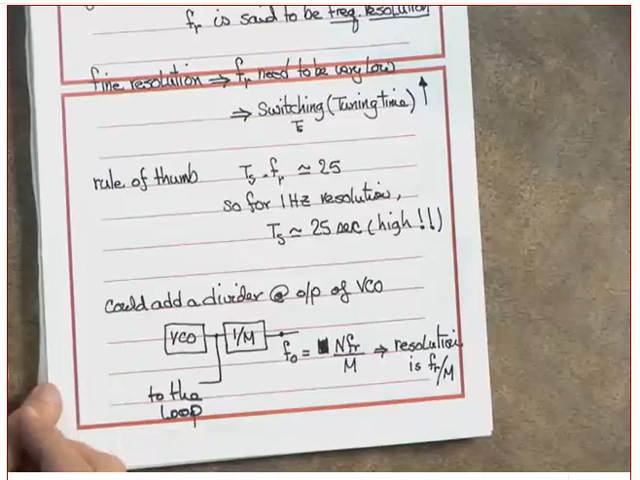 fr is said to be freq. resolution
fine resolution ⇒ fr need to be very low
⇒ Switching (Tuning time) ↑
Ts
rule of thumb Ts . fr ≃ 25
so for 1Hz resolution,
Ts ≃ 25 sec (high !!)
could add a divider @ o/p of VCO
VCO 1/M
fo = Nfr/M ⇒ resolution
is fr/M
to the
loop